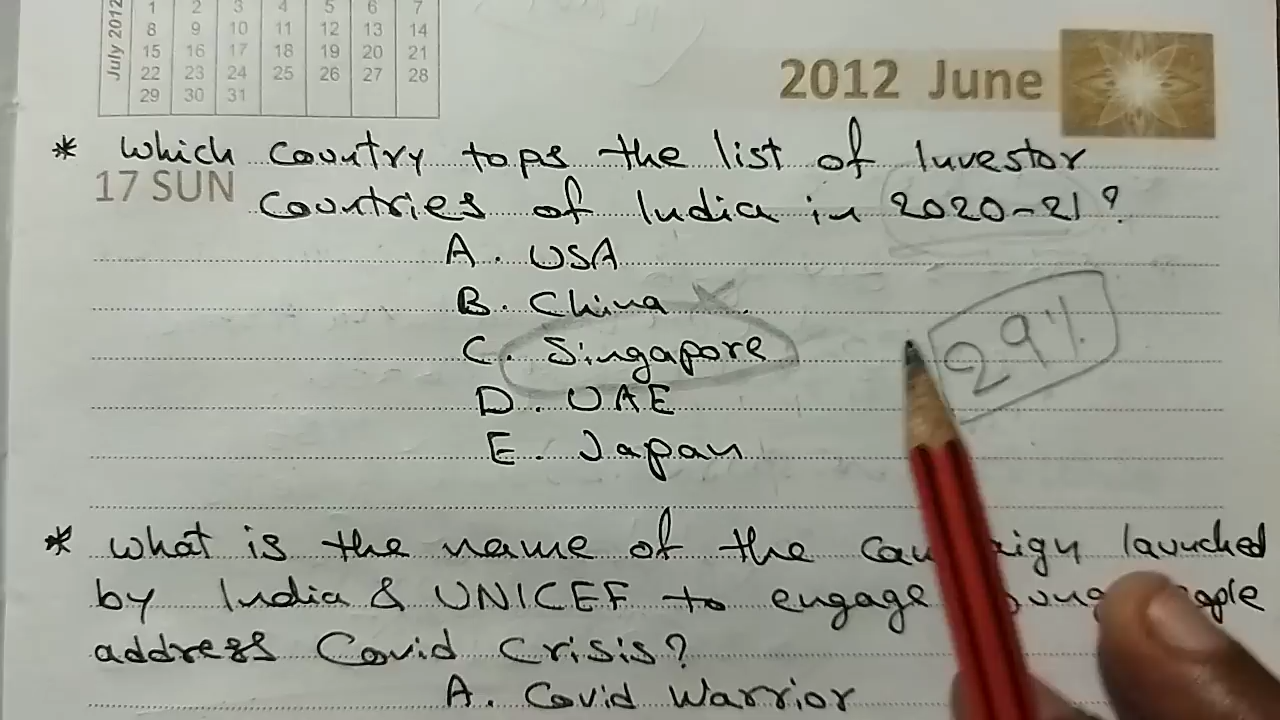 July 2012
1 2 3 4 5 6 7
8 9 10 11 12 13 14
15 16 17 18 19 20 21
22 23 24 25 26 27 28
29 30 31
2012 June
* Which country tops the list of Investor
17 SUN
Countries of India in 2020-21?
A. USA
B. China
C. Singapore
29%
D. UAE
E. Japan
* What is the name of the launched
by India & UNICEF to engage
address Covid Crisis?
A. Covid Warrior